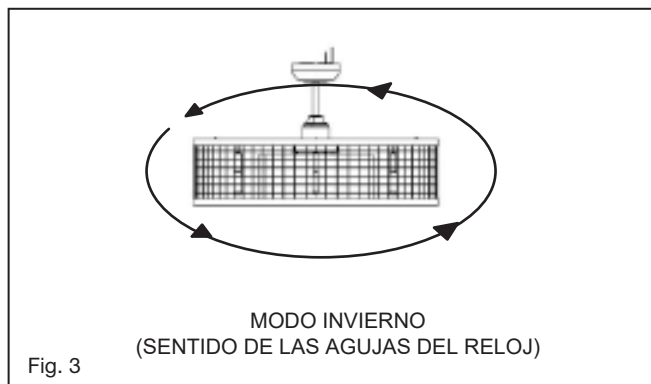 MODO INVIERNO
(SENTIDO DE LAS AGUJAS DEL RELOJ)
Fig. 3